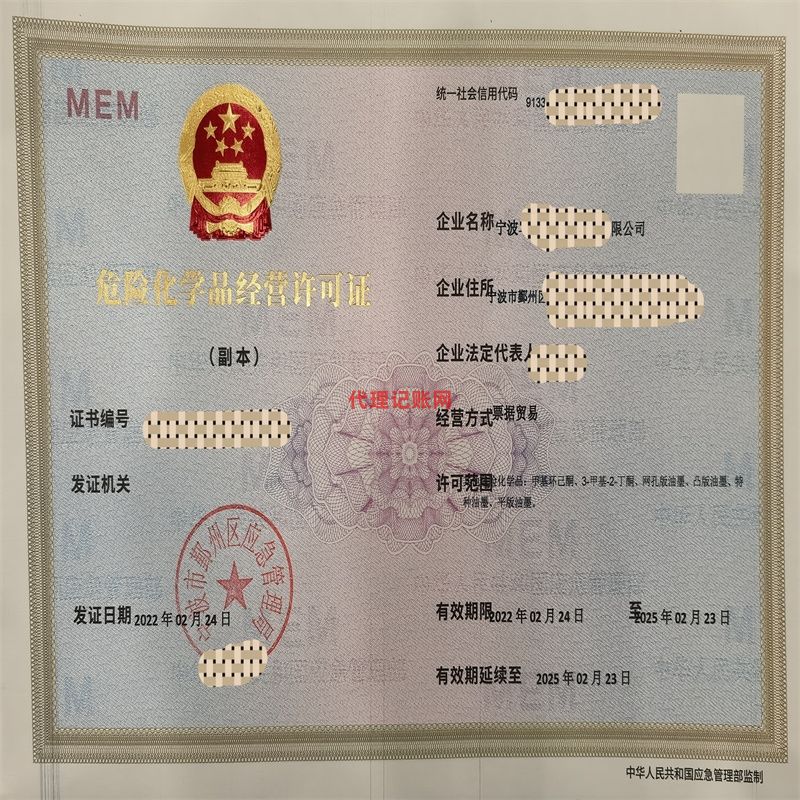 MEM
危险化学品经营许可证
（副本）
证书编号
发证机关
宁波市鄞州区应急管理局
发证日期 2022 年 02 月 24 日
统一社会信用代码 9133
企业名称 宁波 限公司
企业住所 宁波市鄞州区
企业法定代表人
代理记账网
经营方式 票据贸易
许可范围 险化学品：甲基环己酮、3-甲基-2-丁酮、网孔版油墨、凸版油墨、特
种油墨、平版油墨。
有效期限 2022 年 02 月 24 日 至 2025 年 02 月 23 日
有效期延续至 2025 年 02 月 23 日
中华人民共和国应急管理部监制